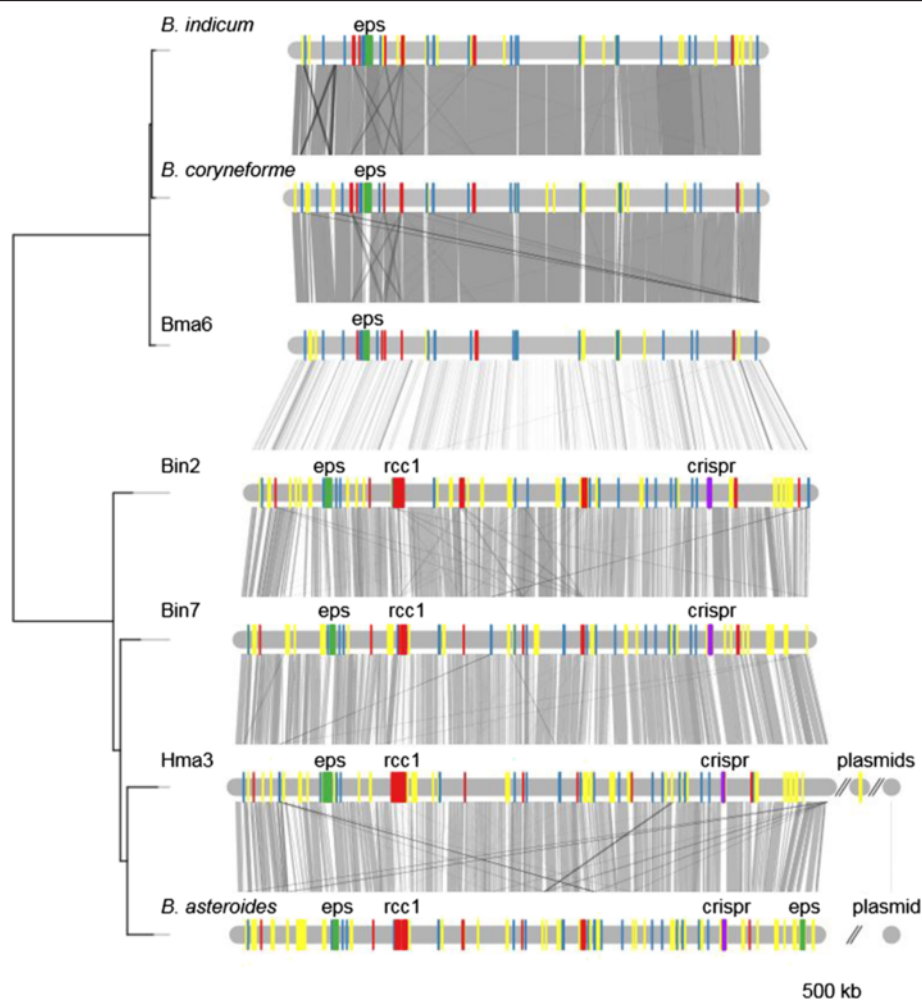 B. indicum eps
B. coryneforme eps
Bma6 eps
Bin2 eps rcc1 crispr
Bin7 eps rcc1 crispr
Hma3 eps rcc1 crispr plasmids
B. asteroides eps rcc1 crispr eps plasmid
500 kb